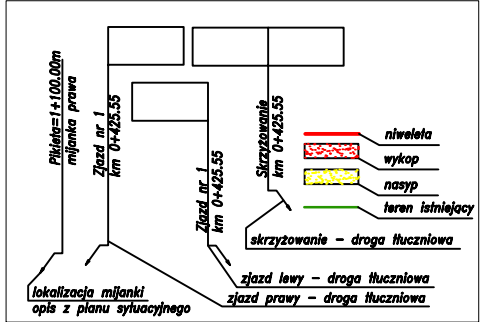 Pikieta=1+100.00m
mijanka prawa
Zjazd nr 1
km 0+425.55
Zjazd nr 1
km 0+425.55
Skrzyżowanie
km 0+425.55
niweleta
wykop
nasyp
teren istniejący
skrzyżowanie – droga tłuczniowa
zjazd lewy – droga tłuczniowa
zjazd prawy – droga tłuczniowa
lokalizacja mijanki
opis z planu sytuacyjnego